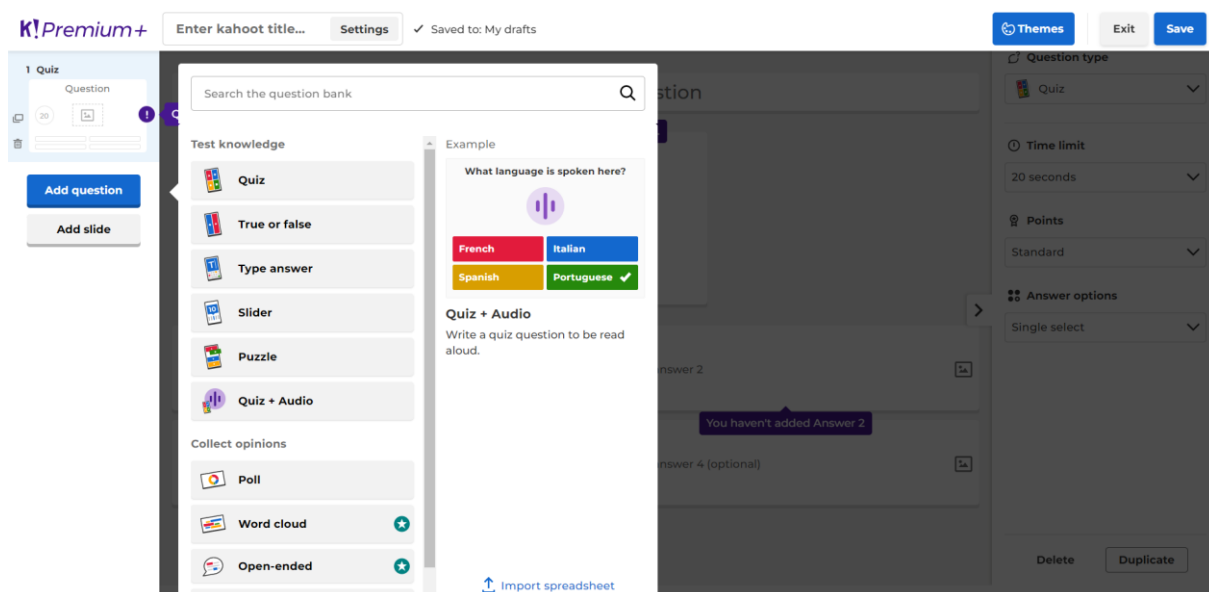 K! Premium+
Enter kahoot title...
Settings
✓ Saved to: My drafts
Themes
Exit
Save
1 Quiz
Question
20
!
Q
Add question
Add slide
Search the question bank
Test knowledge
Quiz
True or false
Type answer
Slider
Puzzle
Quiz + Audio
Collect opinions
Poll
Word cloud
Open-ended
Example
What language is spoken here?
French
Italian
Spanish
Portuguese ✓
Quiz + Audio
Write a quiz question to be read
aloud.
Import spreadsheet
stion
nswer 2
You haven't added Answer 2
nswer 4 (optional)
Question type
Quiz
Time limit
20 seconds
Points
Standard
Answer options
Single select
Delete
Duplicate